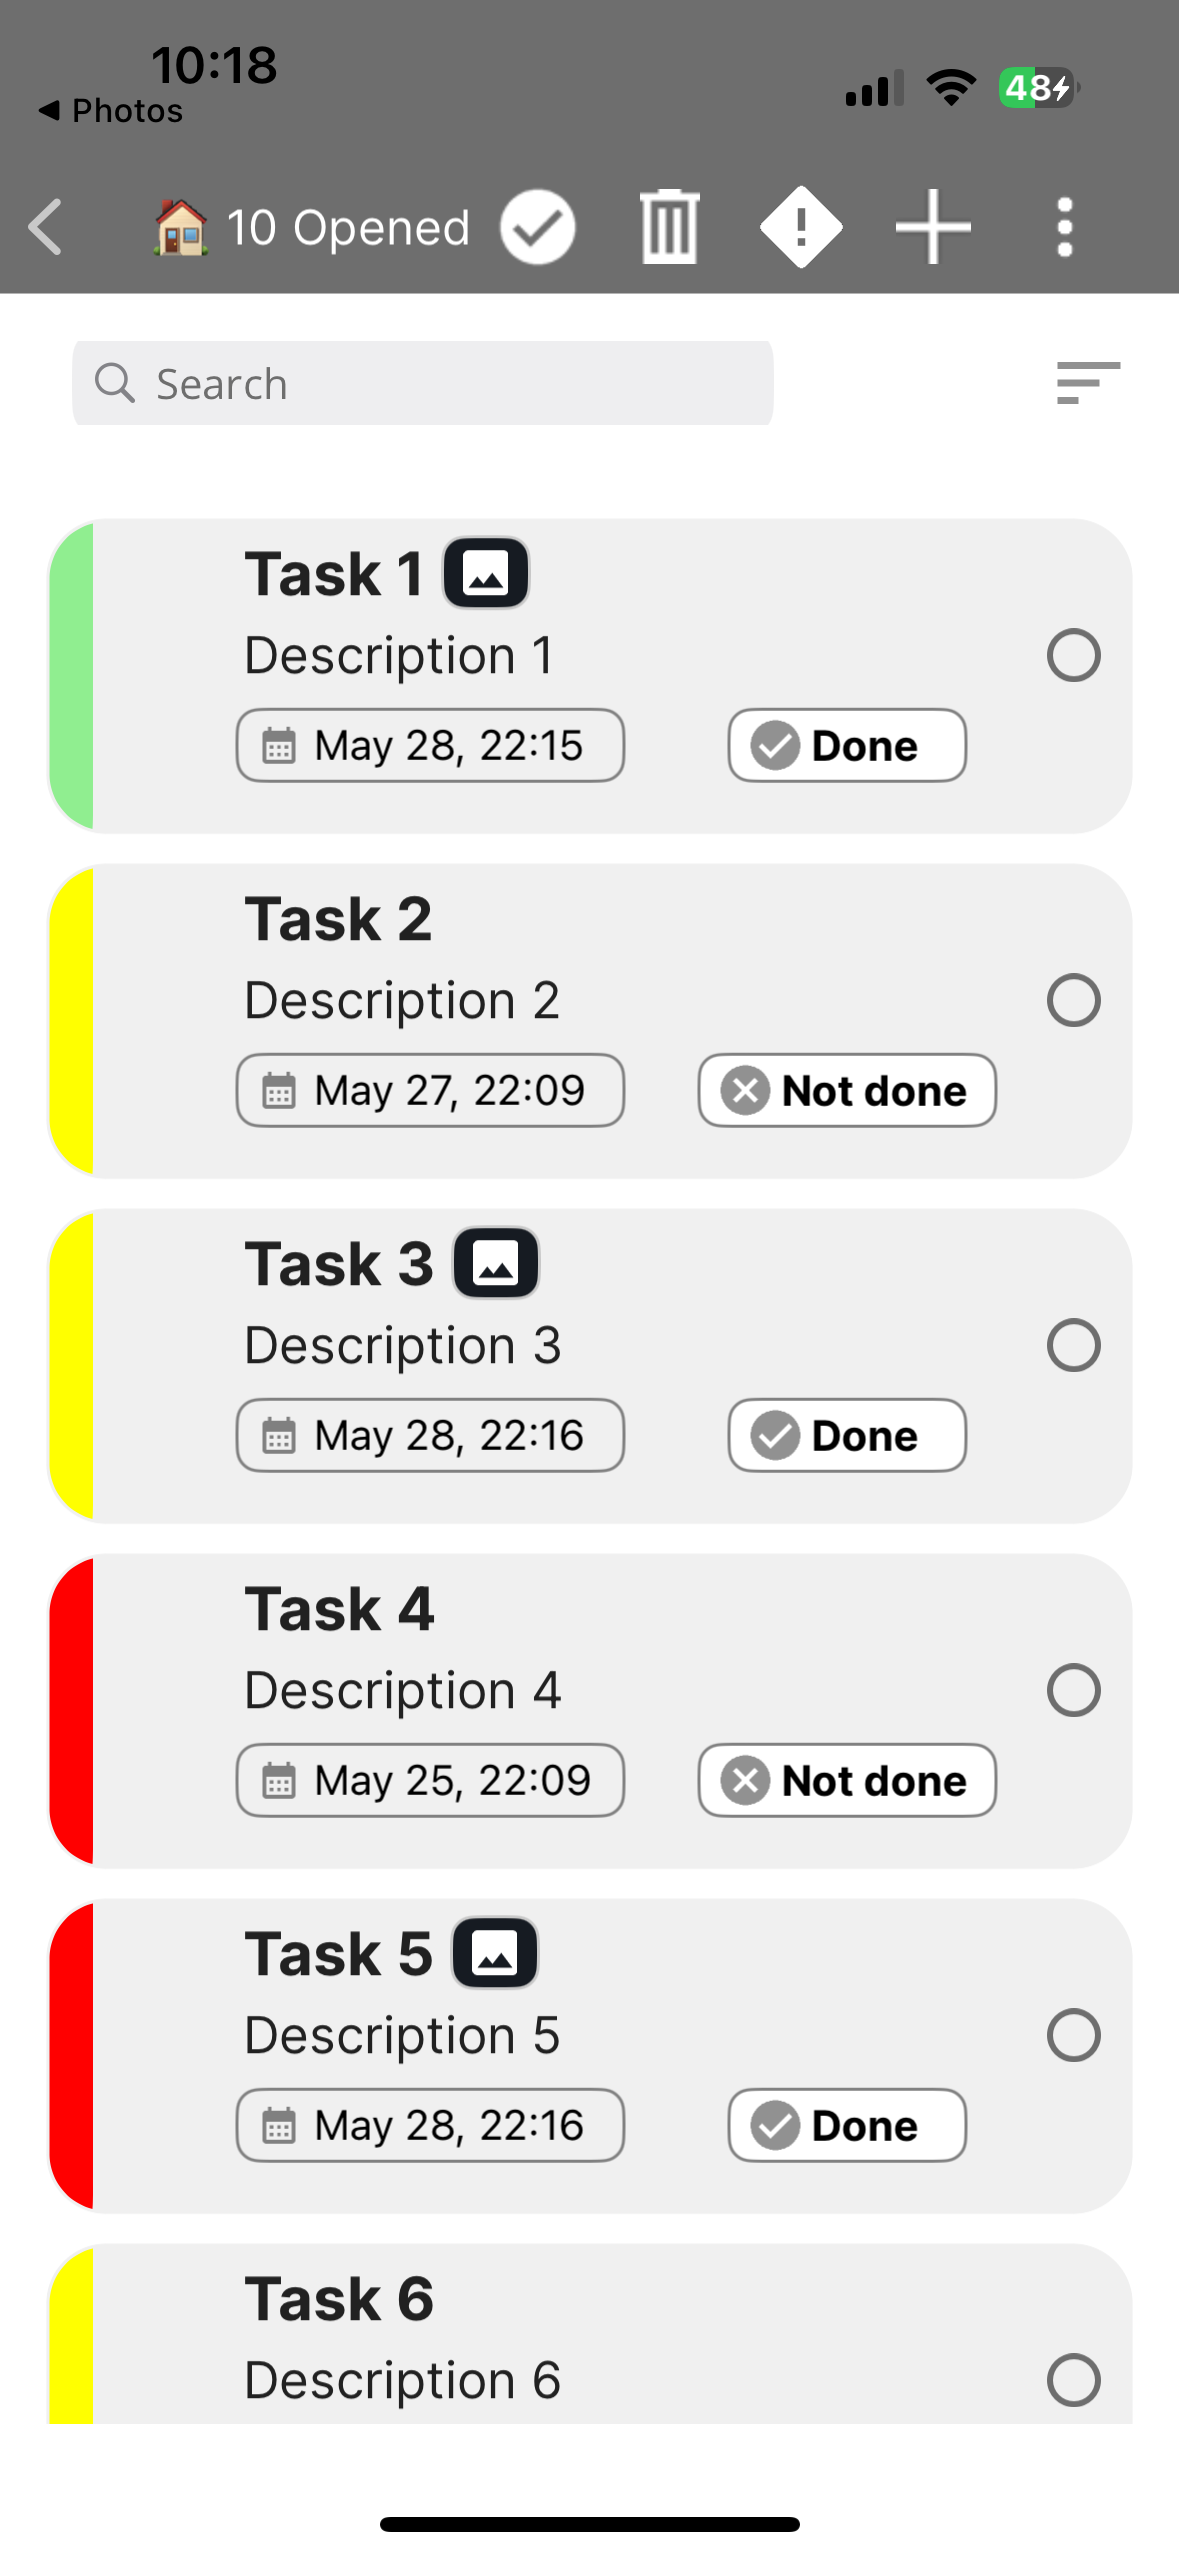 10:18
Photos
48
10 Opened
Search
Task 1
Description 1
May 28, 22:15 Done
Task 2
Description 2
May 27, 22:09 Not done
Task 3
Description 3
May 28, 22:16 Done
Task 4
Description 4
May 25, 22:09 Not done
Task 5
Description 5
May 28, 22:16 Done
Task 6
Description 6